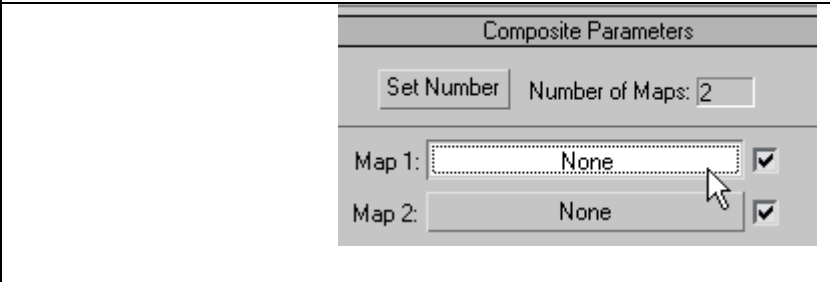 Composite Parameters
Set Number Number of Maps: 2
Map 1: None
Map 2: None